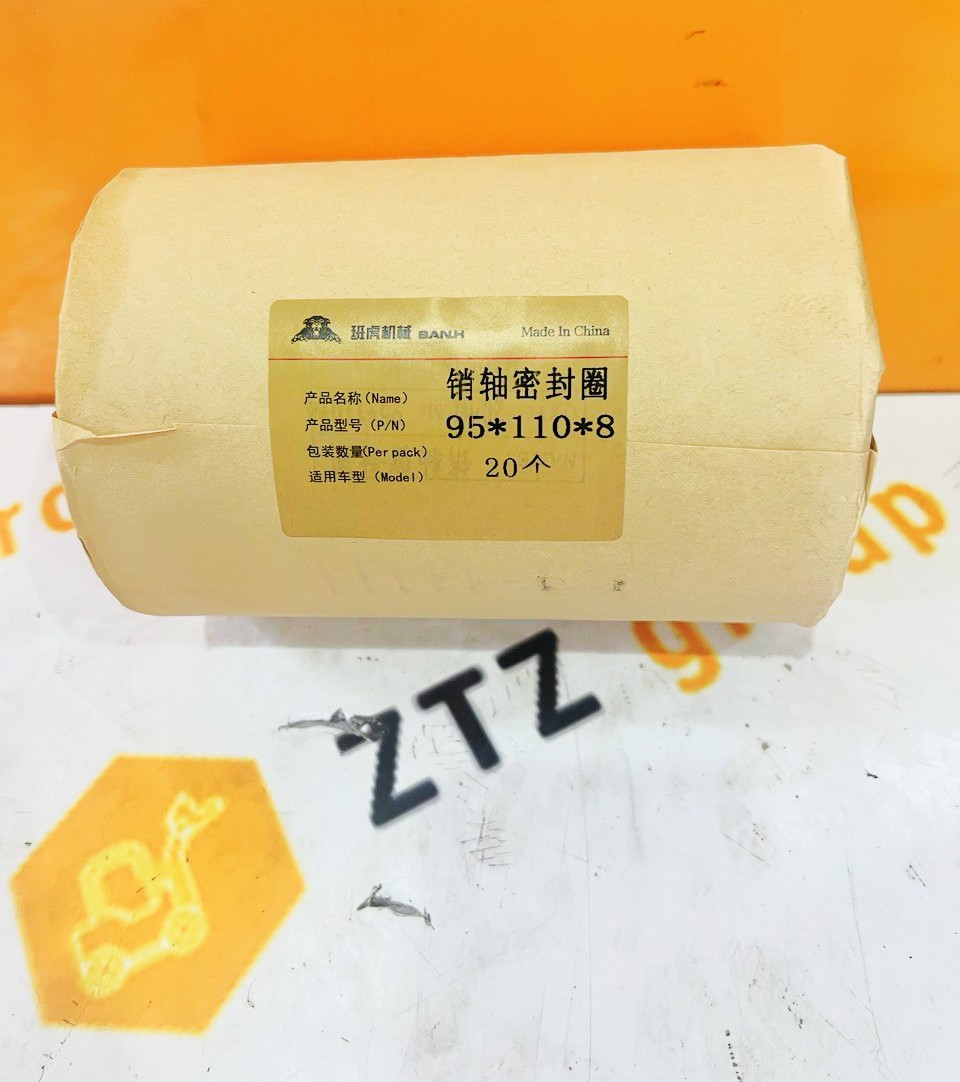 班虎机械 BAN.H
Made In China
产品名称(Name) 销轴密封圈
产品型号 (P/N) 95*110*8
包装数量(Per pack) 20个
适用车型 (Model)
ZTZ